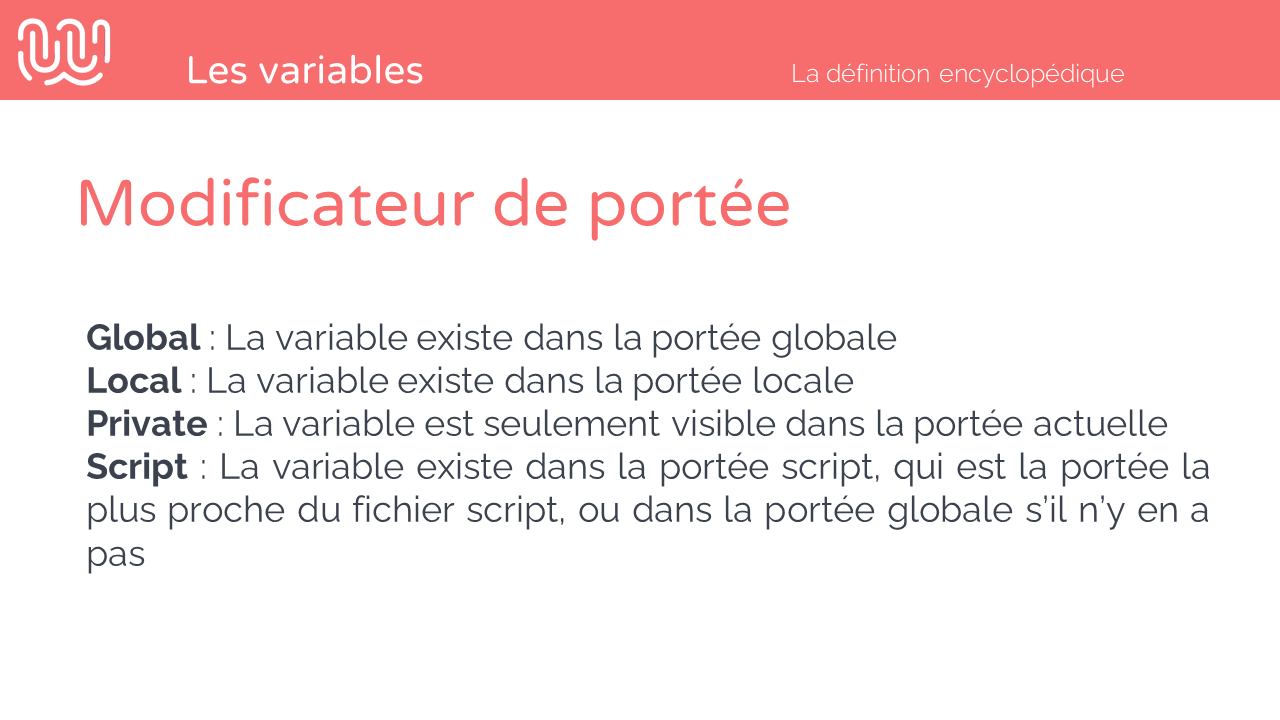 Les variables
La définition encyclopédique
Modificateur de portée
Global : La variable existe dans la portée globale
Local : La variable existe dans la portée locale
Private : La variable est seulement visible dans la portée actuelle
Script : La variable existe dans la portée script, qui est la portée la
plus proche du fichier script, ou dans la portée globale s’il n’y en a
pas